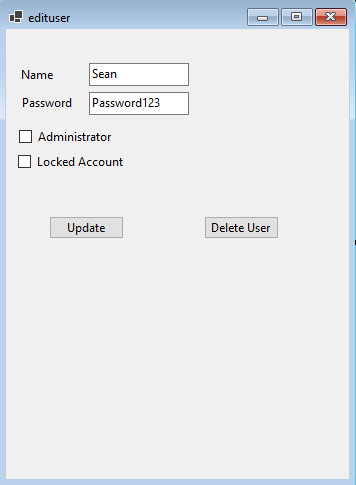 edituser
Name Sean
Password Password123
Administrator
Locked Account
Update Delete User